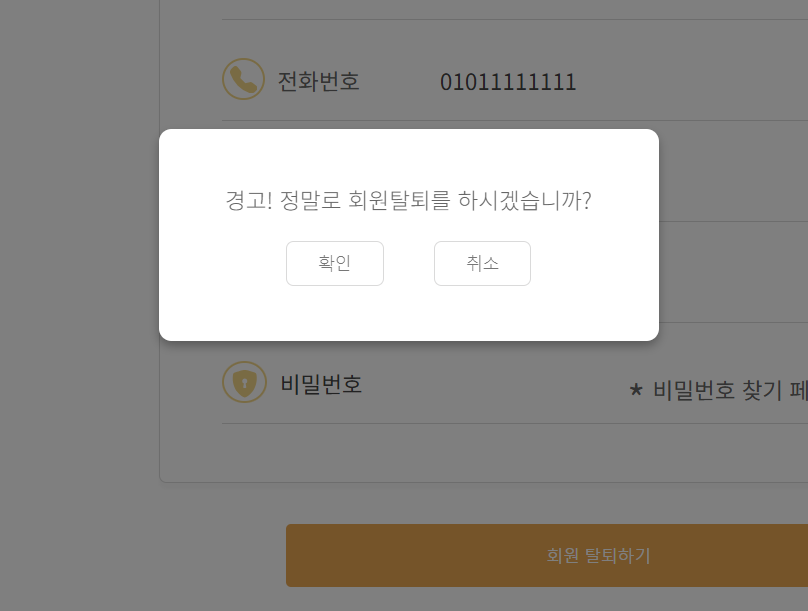 전화번호 01011111111
경고! 정말로 회원탈퇴를 하시겠습니까?
확인 취소
비밀번호 * 비밀번호 찾기 페
회원 탈퇴하기